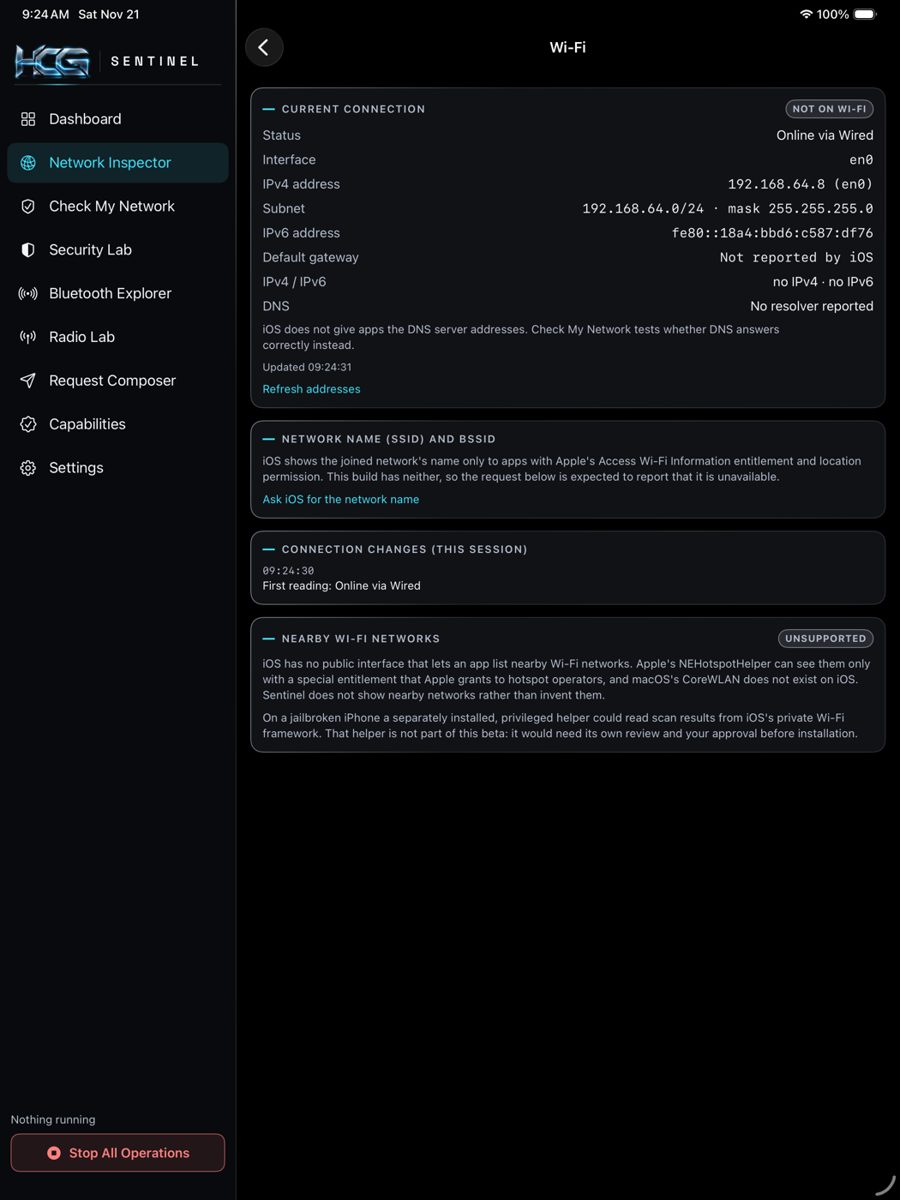 9:24 AM Sat Nov 21
100%
HCG SENTINEL
Dashboard
Network Inspector
Check My Network
Security Lab
Bluetooth Explorer
Radio Lab
Request Composer
Capabilities
Settings
Nothing running
Stop All Operations
Wi-Fi
CURRENT CONNECTION NOT ON WI-FI
Status Online via Wired
Interface en0
IPv4 address 192.168.64.8 (en0)
Subnet 192.168.64.0/24 · mask 255.255.255.0
IPv6 address fe80::18a4:bbd6:c587:df76
Default gateway Not reported by iOS
IPv4 / IPv6 no IPv4 · no IPv6
DNS No resolver reported
iOS does not give apps the DNS server addresses. Check My Network tests whether DNS answers
correctly instead.
Updated 09:24:31
Refresh addresses
NETWORK NAME (SSID) AND BSSID
iOS shows the joined network's name only to apps with Apple's Access Wi-Fi Information entitlement and location
permission. This build has neither, so the request below is expected to report that it is unavailable.
Ask iOS for the network name
CONNECTION CHANGES (THIS SESSION)
09:24:30
First reading: Online via Wired
NEARBY WI-FI NETWORKS UNSUPPORTED
iOS has no public interface that lets an app list nearby Wi-Fi networks. Apple's NEHotspotHelper can see them only
with a special entitlement that Apple grants to hotspot operators, and macOS's CoreWLAN does not exist on iOS.
Sentinel does not show nearby networks rather than invent them.
On a jailbroken iPhone a separately installed, privileged helper could read scan results from iOS's private Wi-Fi
framework. That helper is not part of this beta: it would need its own review and your approval before installation.